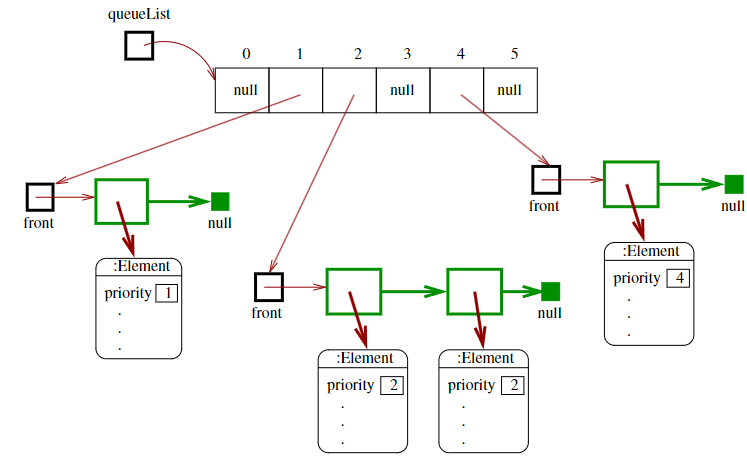 queueList
0 1 2 3 4 5
null null null
front
null
:Element
priority 1
.
.
.
front
null
:Element
priority 2
.
.
.
:Element
priority 2
.
.
.
front
null
:Element
priority 4
.
.
.